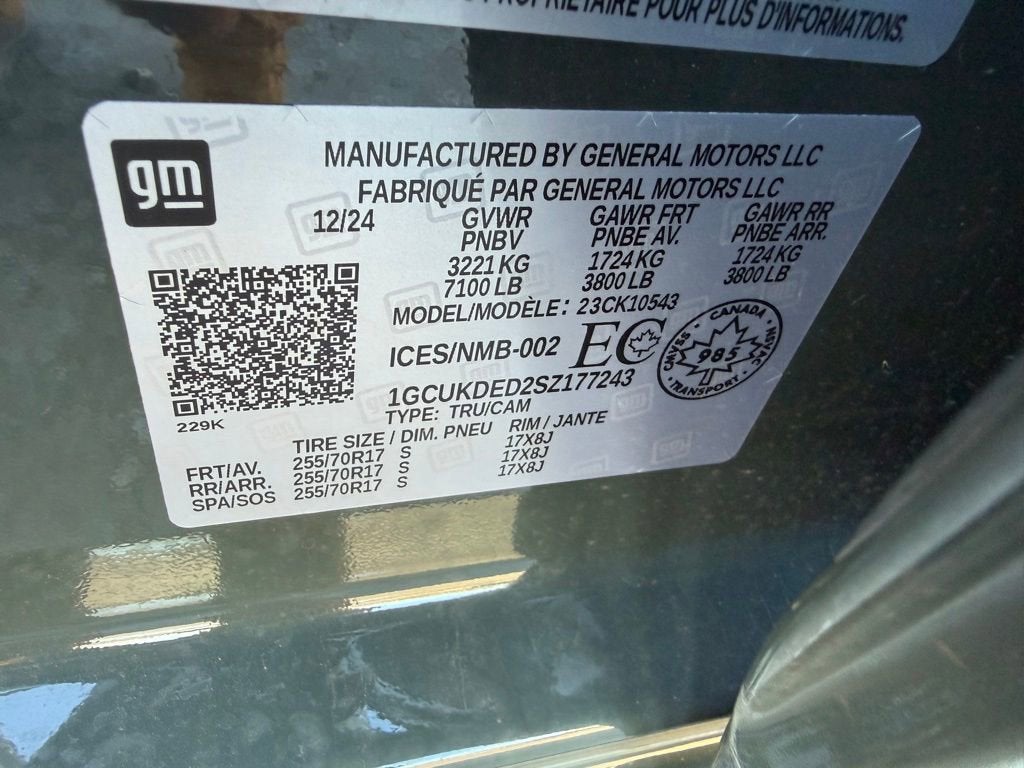 PROPRIÉTAIRE POUR PLUS D'INFORMATIONS.
gm
MANUFACTURED BY GENERAL MOTORS LLC
FABRIQUÉ PAR GENERAL MOTORS LLC
12/24 GVWR GAWR FRT GAWR RR
PNBV PNBE AV. PNBE ARR.
3221 KG 1724 KG 1724 KG
7100 LB 3800 LB 3800 LB
MODEL/MODÈLE: 23CK10543
ICES/NMB-002 EC
CANADA
985
TRANSPORT
1GCUKDED2SZ177243
TYPE: TRU/CAM
229K
TIRE SIZE / DIM. PNEU RIM / JANTE
FRT/AV. 255/70R17 S 17X8J
RR/ARR. 255/70R17 S 17X8J
SPA/SOS 255/70R17 S 17X8J